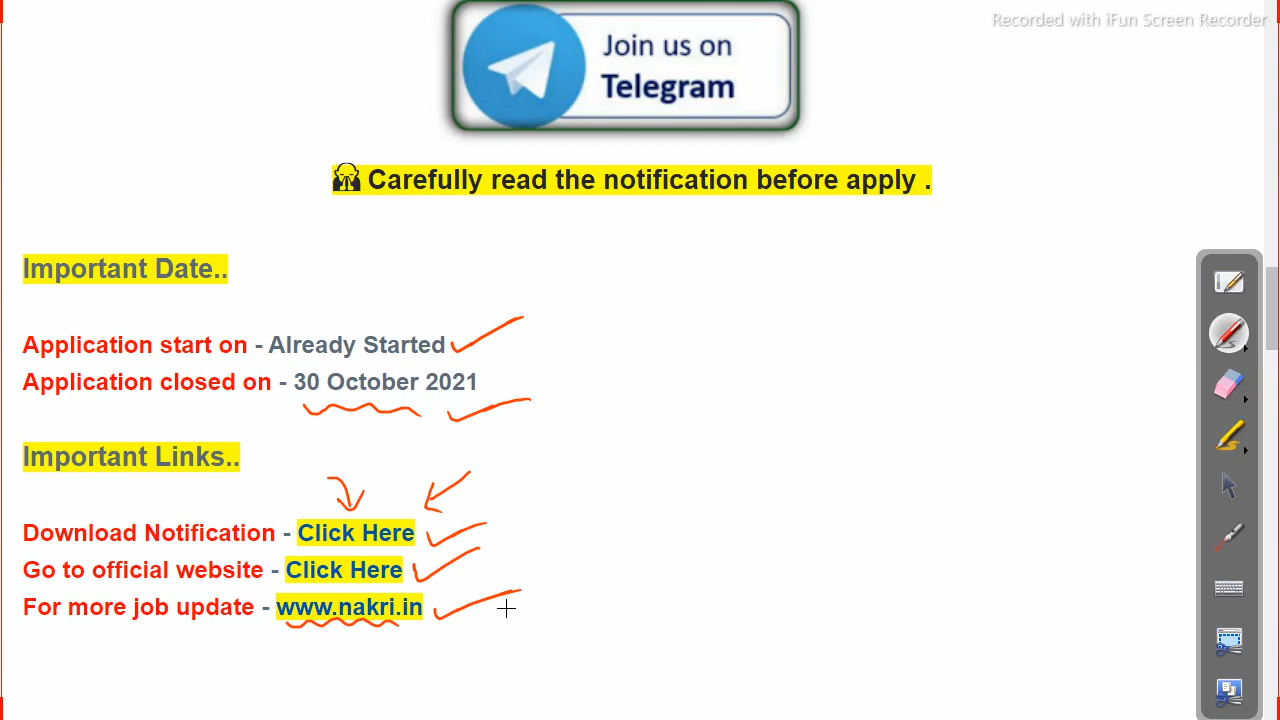 Recorded with iFun Screen Recorder
Join us on
Telegram
Carefully read the notification before apply .
Important Date..
Application start on - Already Started
Application closed on - 30 October 2021
Important Links..
Download Notification - Click Here
Go to official website - Click Here
For more job update - www.nakri.in